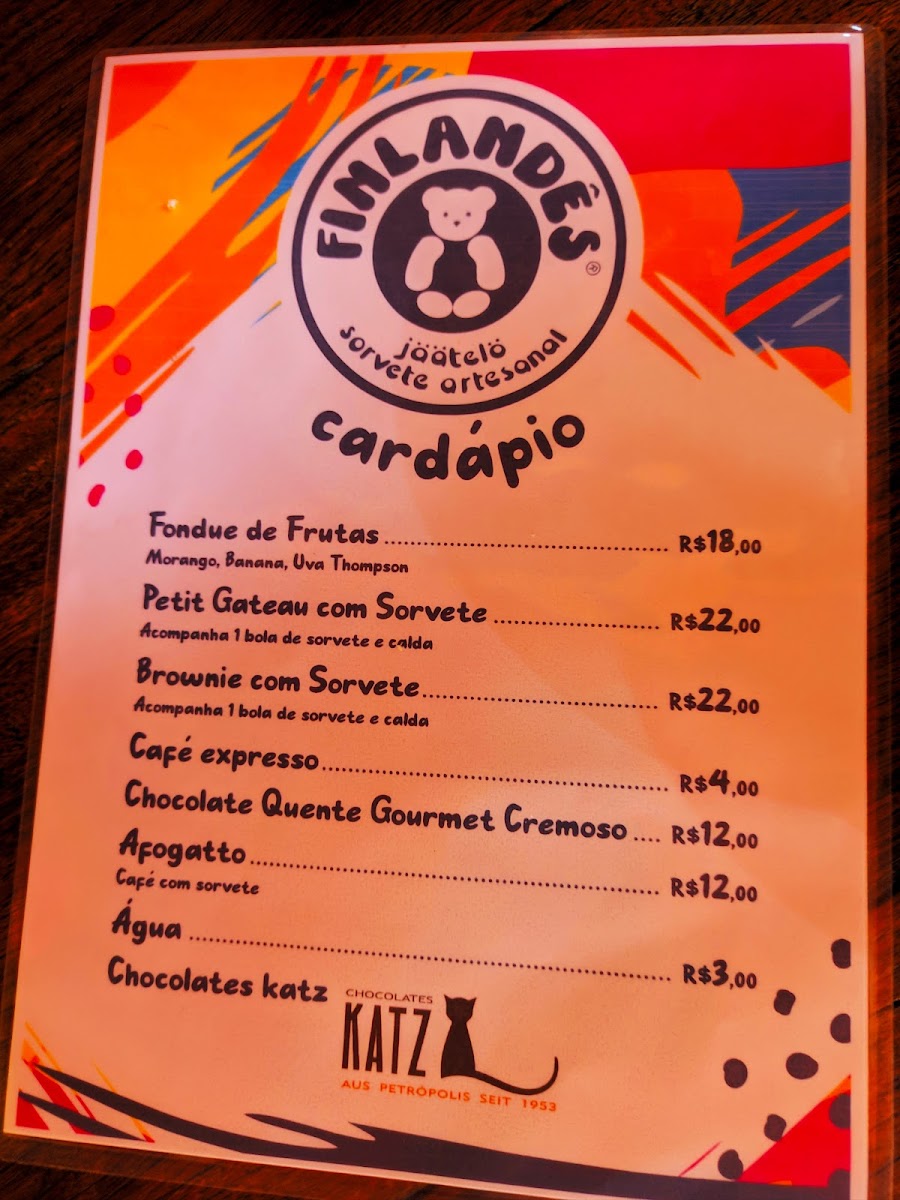 FINLANDÊS
®
jäätelö
sorvete artesanal
cardápio
Fondue de Frutas R$18,00
Morango, Banana, Uva Thompson
Petit Gateau com Sorvete R$22,00
Acompanha 1 bola de sorvete e calda
Brownie com Sorvete R$22,00
Acompanha 1 bola de sorvete e calda
Café expresso R$4,00
Chocolate Quente Gourmet Cremoso R$12,00
Afogatto R$12,00
Café com sorvete
Água R$3,00
Chocolates katz
CHOCOLATES
KATZ
AUS PETRÓPOLIS SEIT 1953